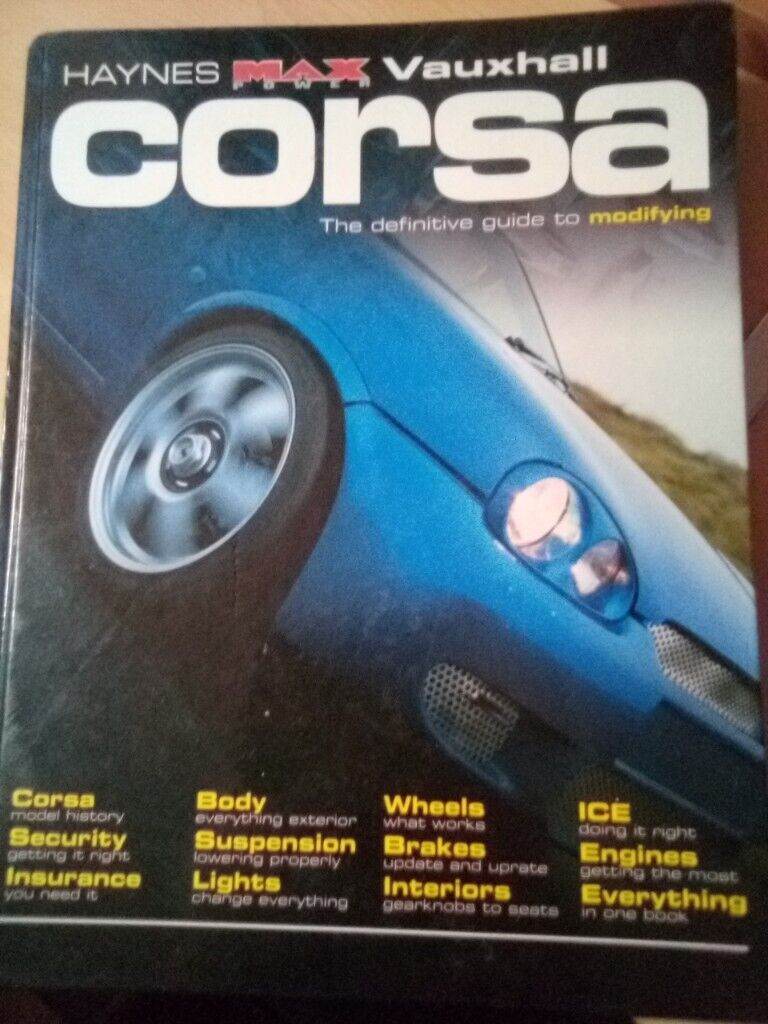 HAYNES MAX POWER Vauxhall
corsa
The definitive guide to modifying
Corsa
model history
Security
getting it right
Insurance
you need it
Body
everything exterior
Suspension
lowering properly
Lights
change everything
Wheels
what works
Brakes
update and uprate
Interiors
gearknobs to seats
ICE
doing it right
Engines
getting the most
Everything
in one book